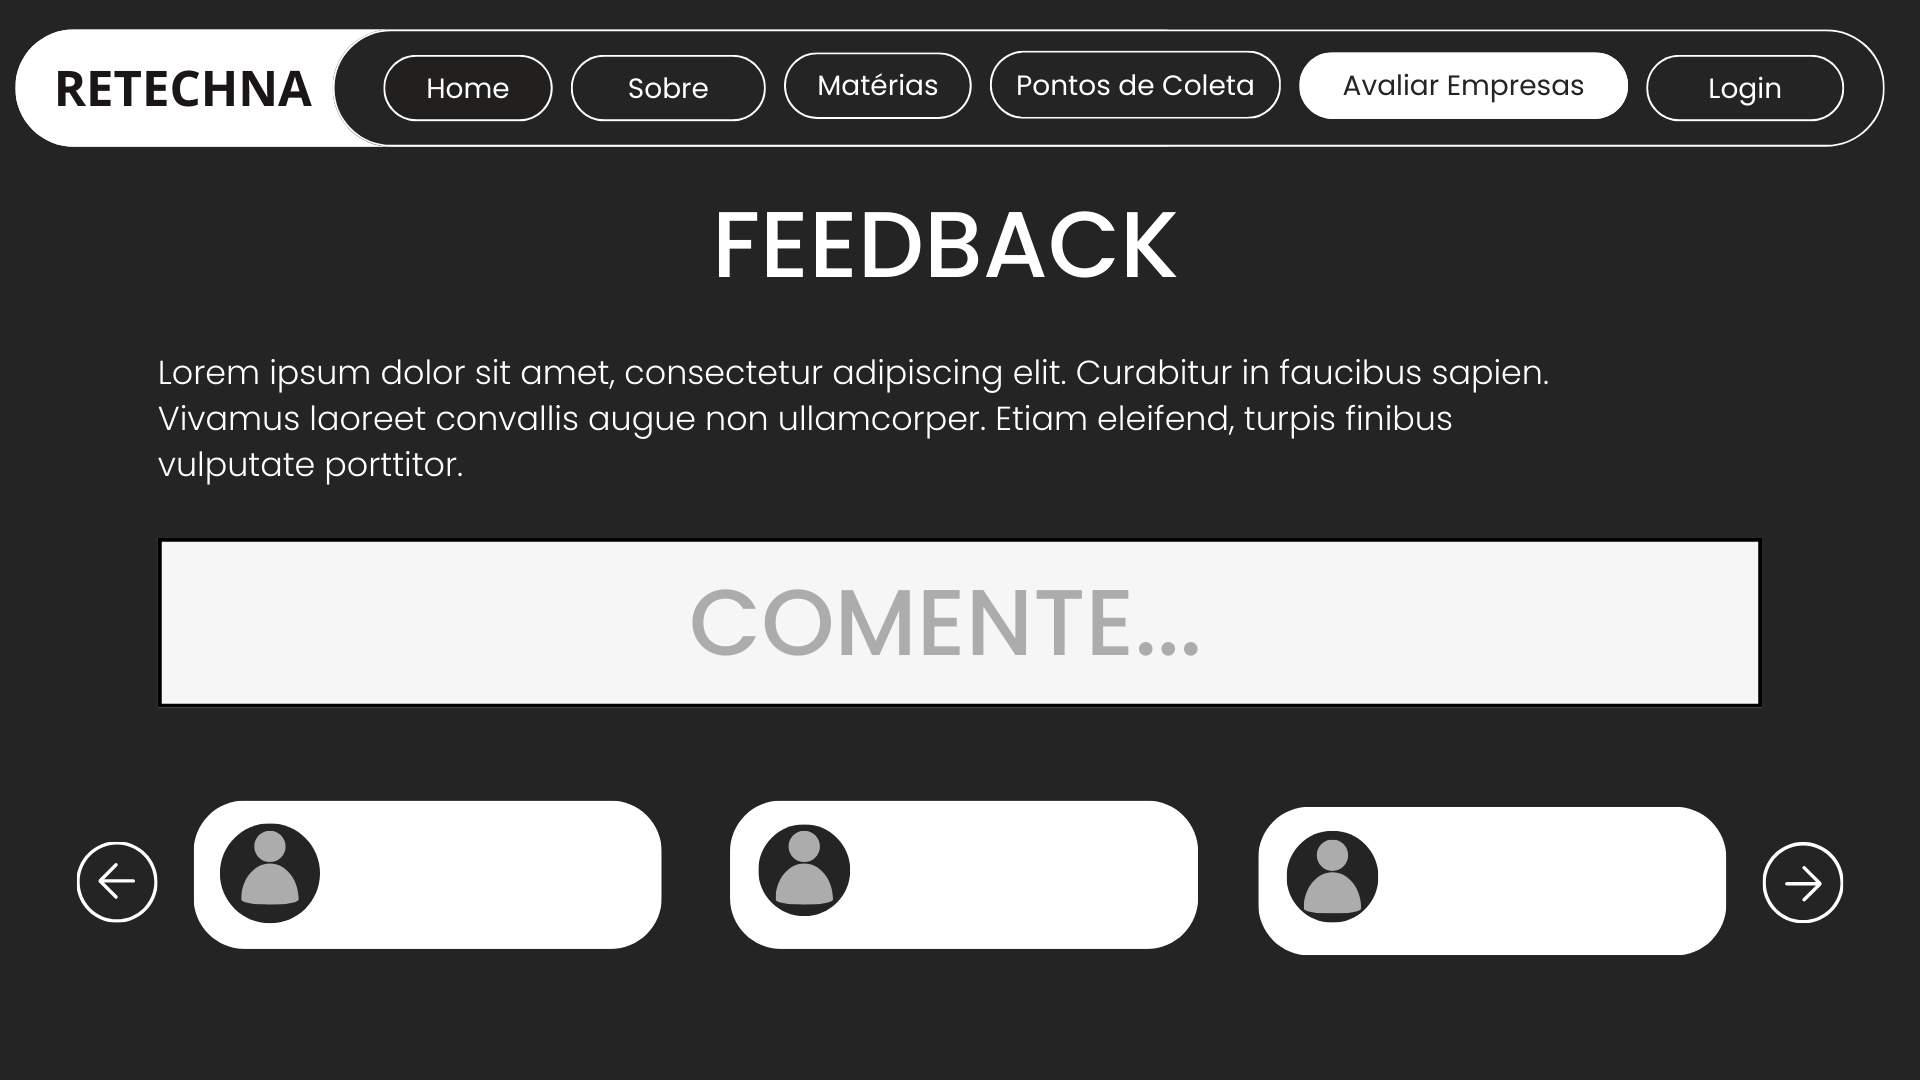 RETECHNA
Home
Sobre
Matérias
Pontos de Coleta
Avaliar Empresas
Login
FEEDBACK
Lorem ipsum dolor sit amet, consectetur adipiscing elit. Curabitur in faucibus sapien.
Vivamus laoreet convallis augue non ullamcorper. Etiam eleifend, turpis finibus
vulputate porttitor.
COMENTE...